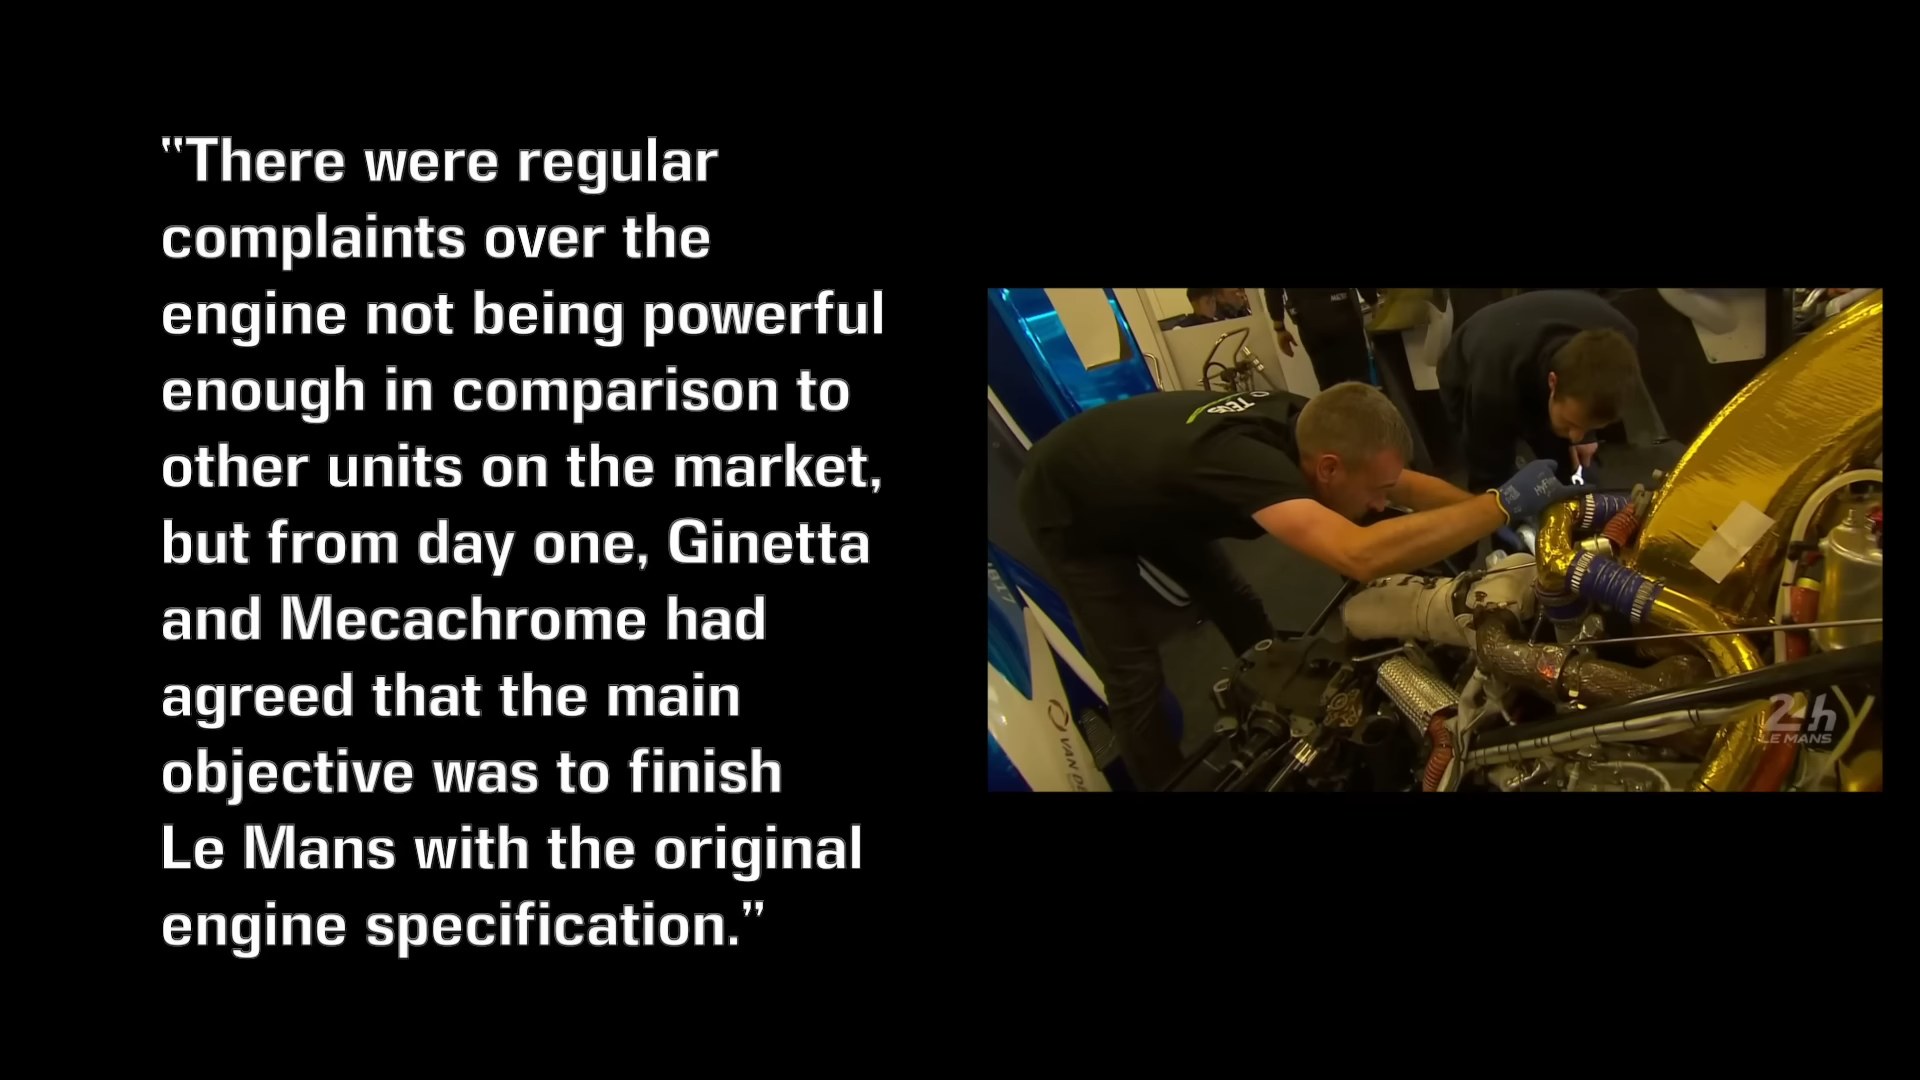 “There were regular
complaints over the
engine not being powerful
enough in comparison to
other units on the market,
but from day one, Ginetta
and Mecachrome had
agreed that the main
objective was to finish
Le Mans with the original
engine specification.”
TEOS
VAN
24h
LE MANS